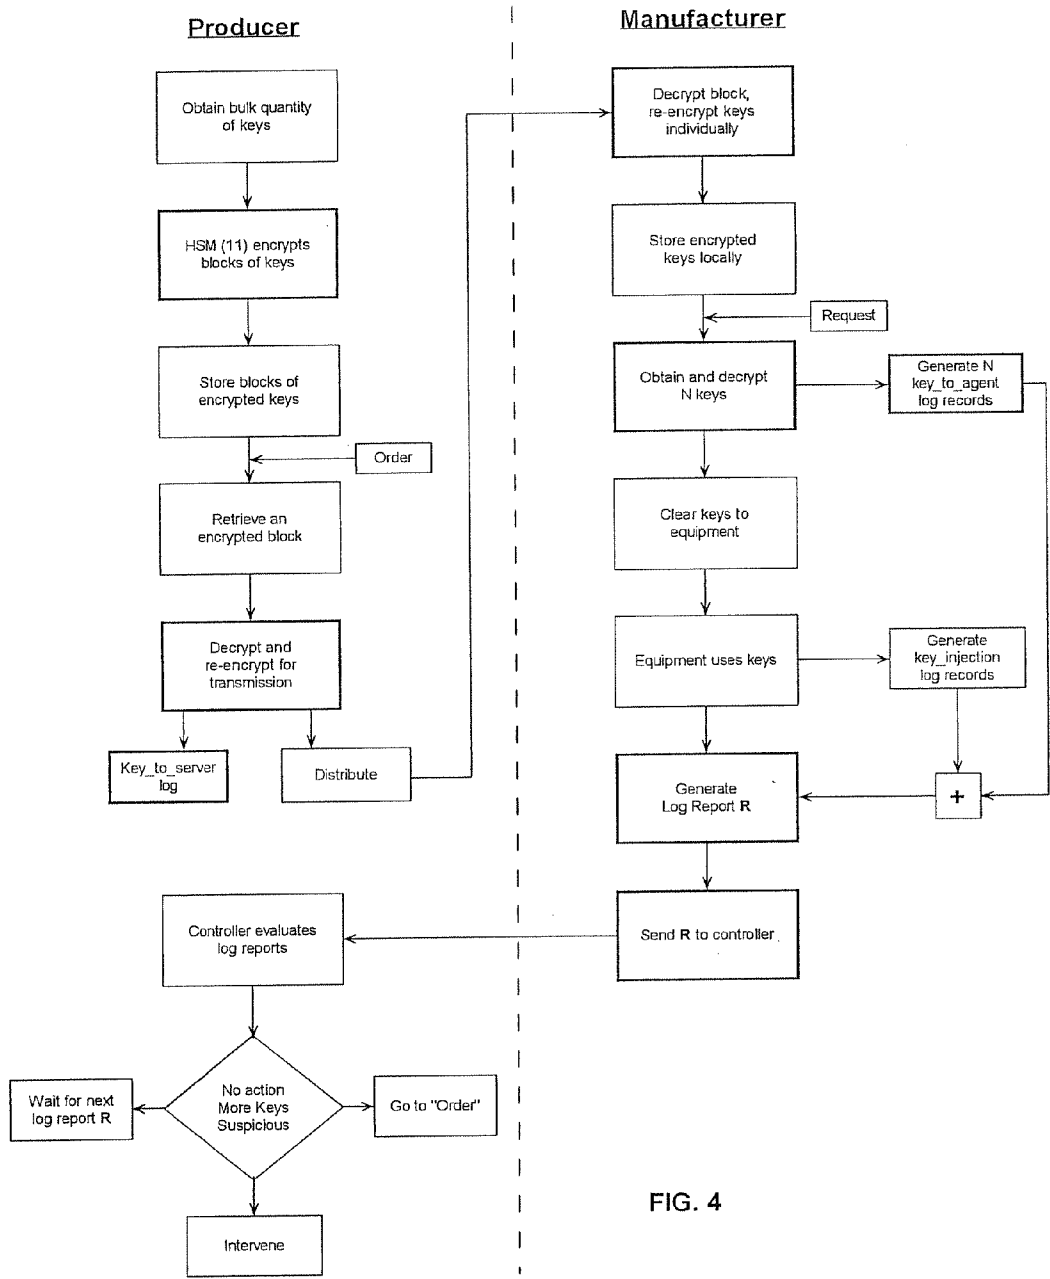 Producer
Obtain bulk quantity
of keys
HSM (11) encrypts
blocks of keys
Store blocks of
encrypted keys
Order
Retrieve an
encrypted block
Decrypt and
re-encrypt for
transmission
Key_to_server
log
Distribute
Manufacturer
Decrypt block,
re-encrypt keys
individually
Store encrypted
keys locally
Request
Obtain and decrypt
N keys
Generate N
key_to_agent
log records
Clear keys to
equipment
Equipment uses keys
Generate
key_injection
log records
+
Generate
Log Report R
Send R to controller
Controller evaluates
log reports
No action
More Keys
Suspicious
Wait for next
log report R
Go to "Order"
Intervene
FIG. 4